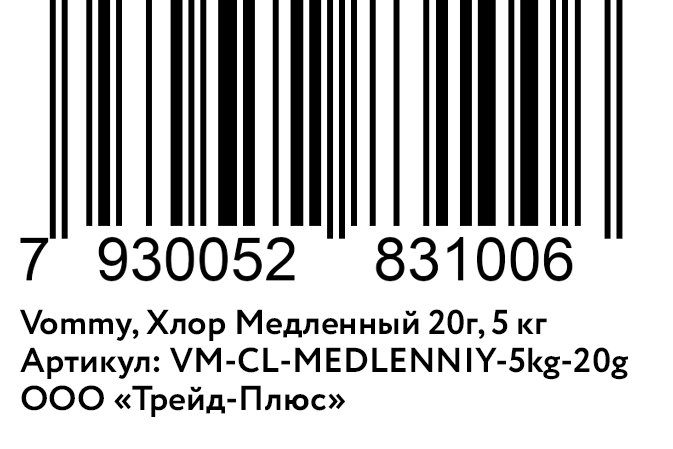 7 930052 831006
Vommy, Хлор Медленный 20г, 5 кг
Артикул: VM-CL-MEDLENNIY-5kg-20g
ООО «Трейд-Плюс»